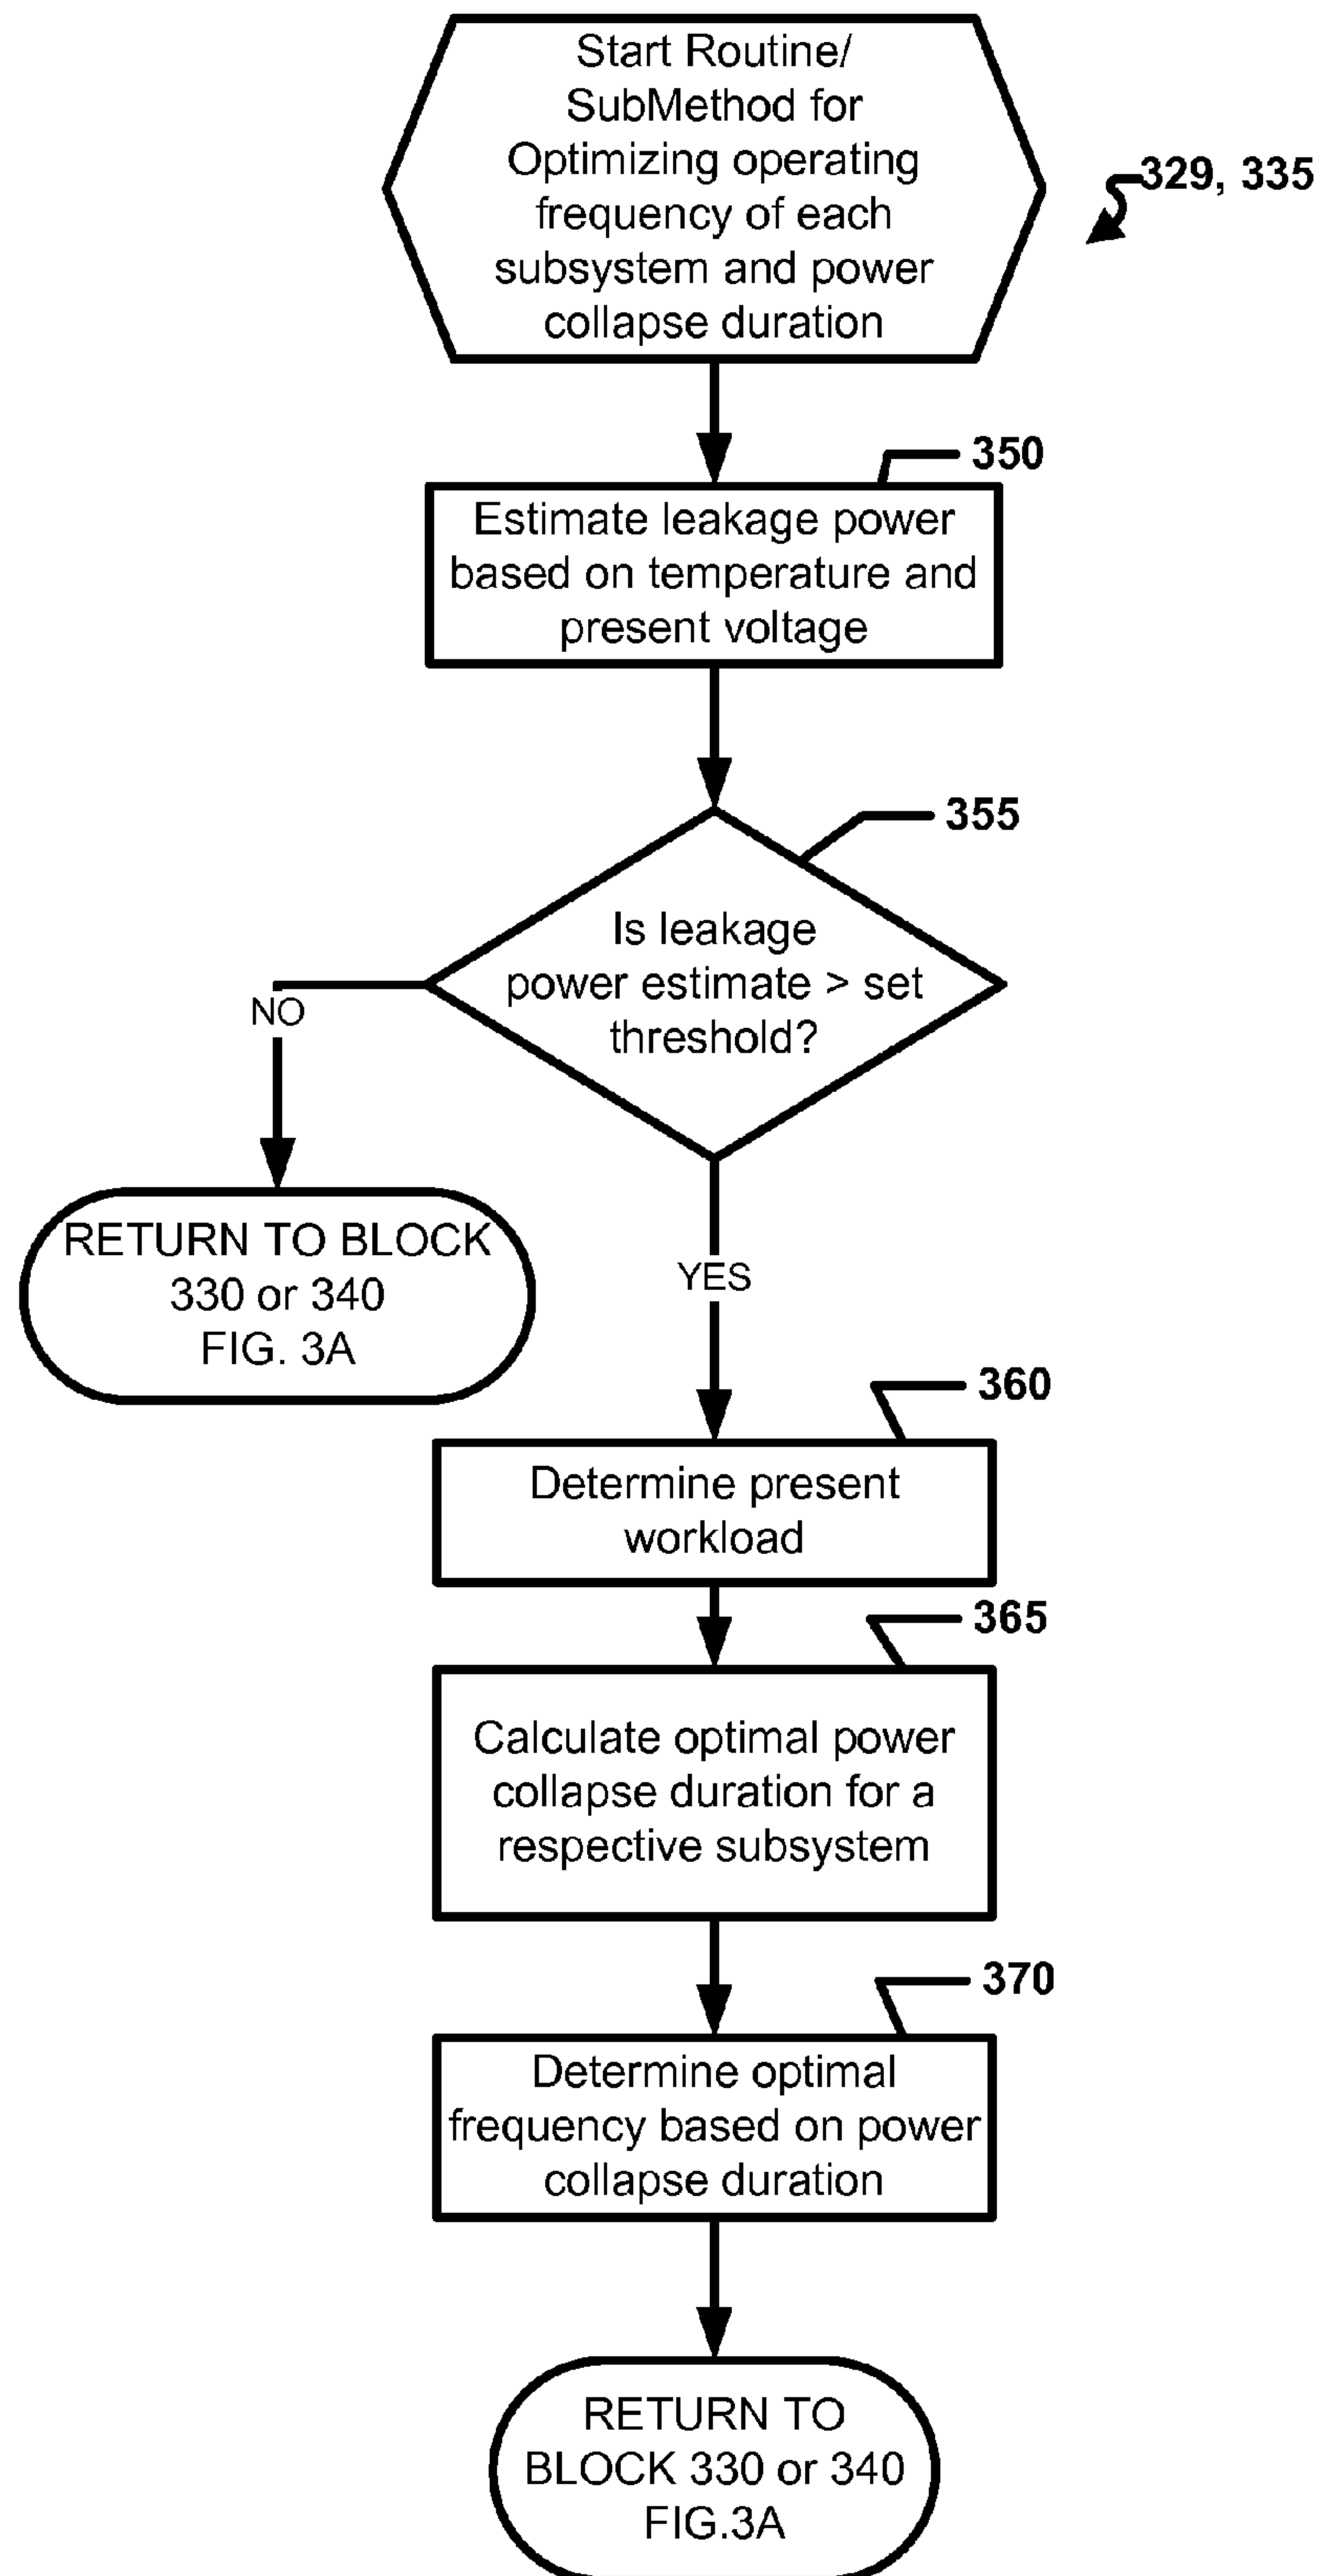 Start Routine/
SubMethod for
Optimizing operating
frequency of each
subsystem and power
collapse duration
329, 335
350
Estimate leakage power
based on temperature and
present voltage
355
Is leakage
power estimate > set
threshold?
NO
RETURN TO BLOCK
330 or 340
FIG. 3A
YES
360
Determine present
workload
365
Calculate optimal power
collapse duration for a
respective subsystem
370
Determine optimal
frequency based on power
collapse duration
RETURN TO
BLOCK 330 or 340
FIG.3A